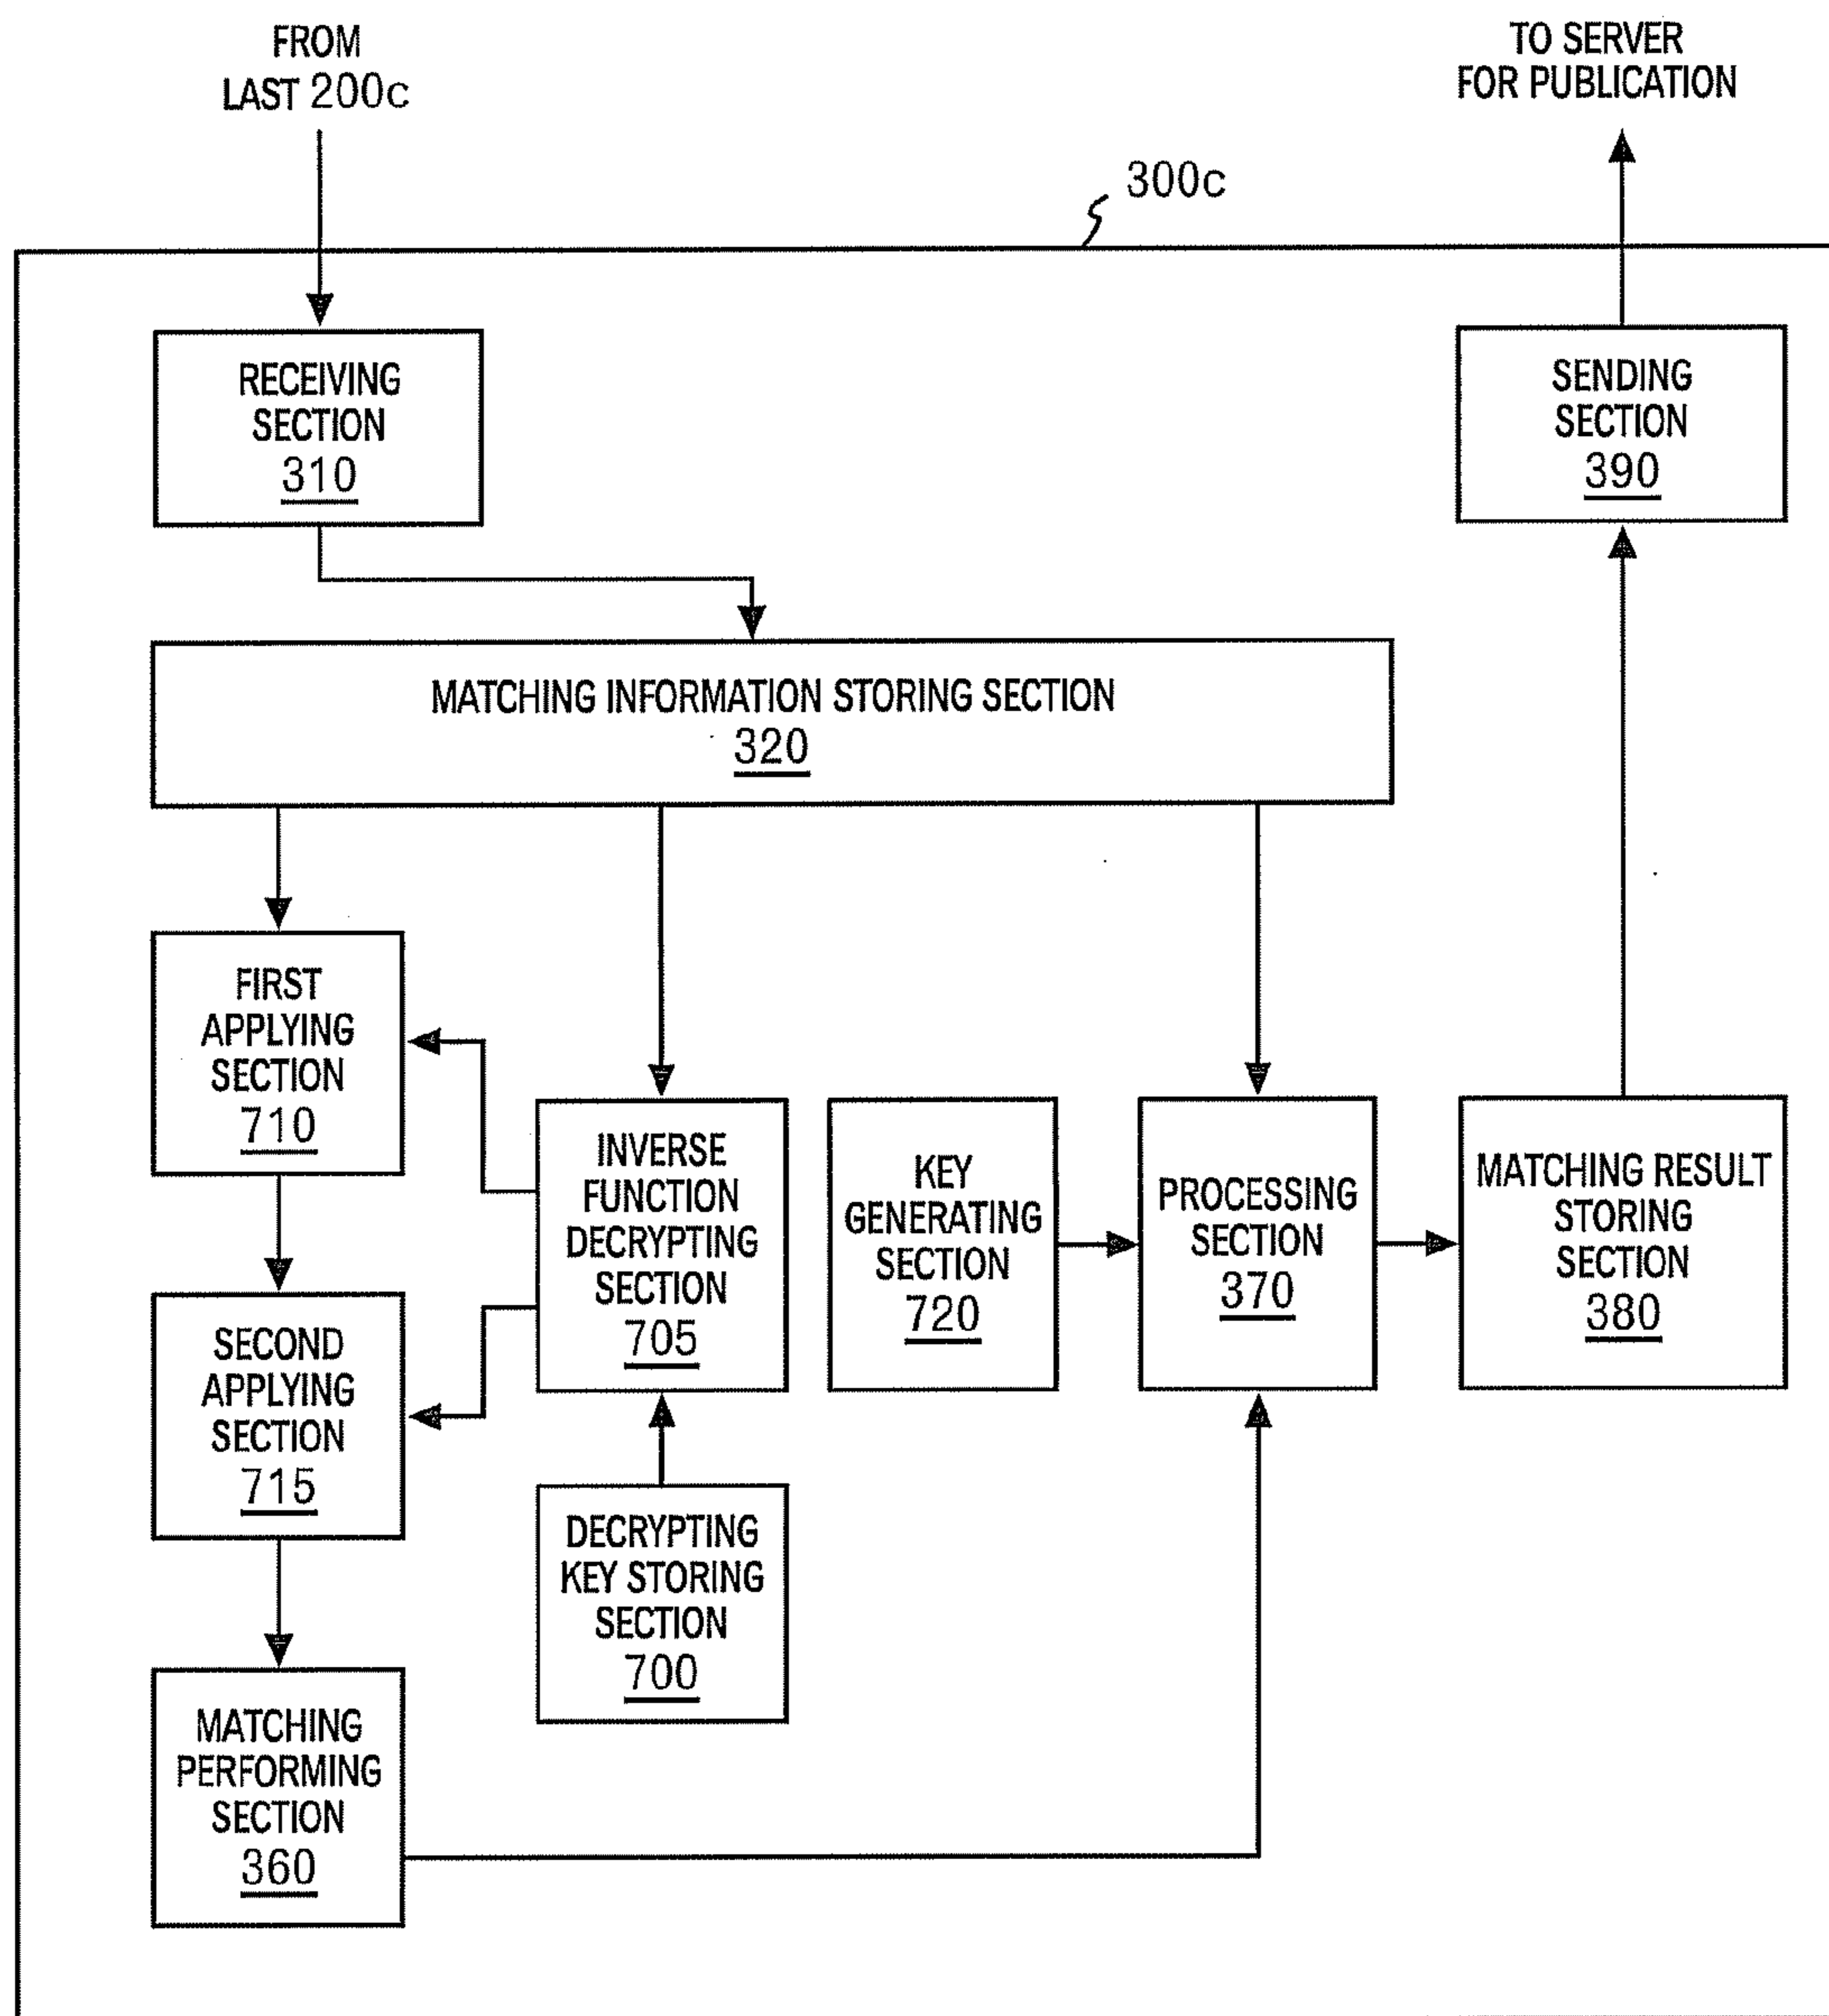 FROM
LAST 200c
TO SERVER
FOR PUBLICATION
300c
RECEIVING
SECTION
310
SENDING
SECTION
390
MATCHING INFORMATION STORING SECTION
320
FIRST
APPLYING
SECTION
710
INVERSE
FUNCTION
DECRYPTING
SECTION
705
KEY
GENERATING
SECTION
720
PROCESSING
SECTION
370
MATCHING RESULT
STORING
SECTION
380
SECOND
APPLYING
SECTION
715
DECRYPTING
KEY STORING
SECTION
700
MATCHING
PERFORMING
SECTION
360